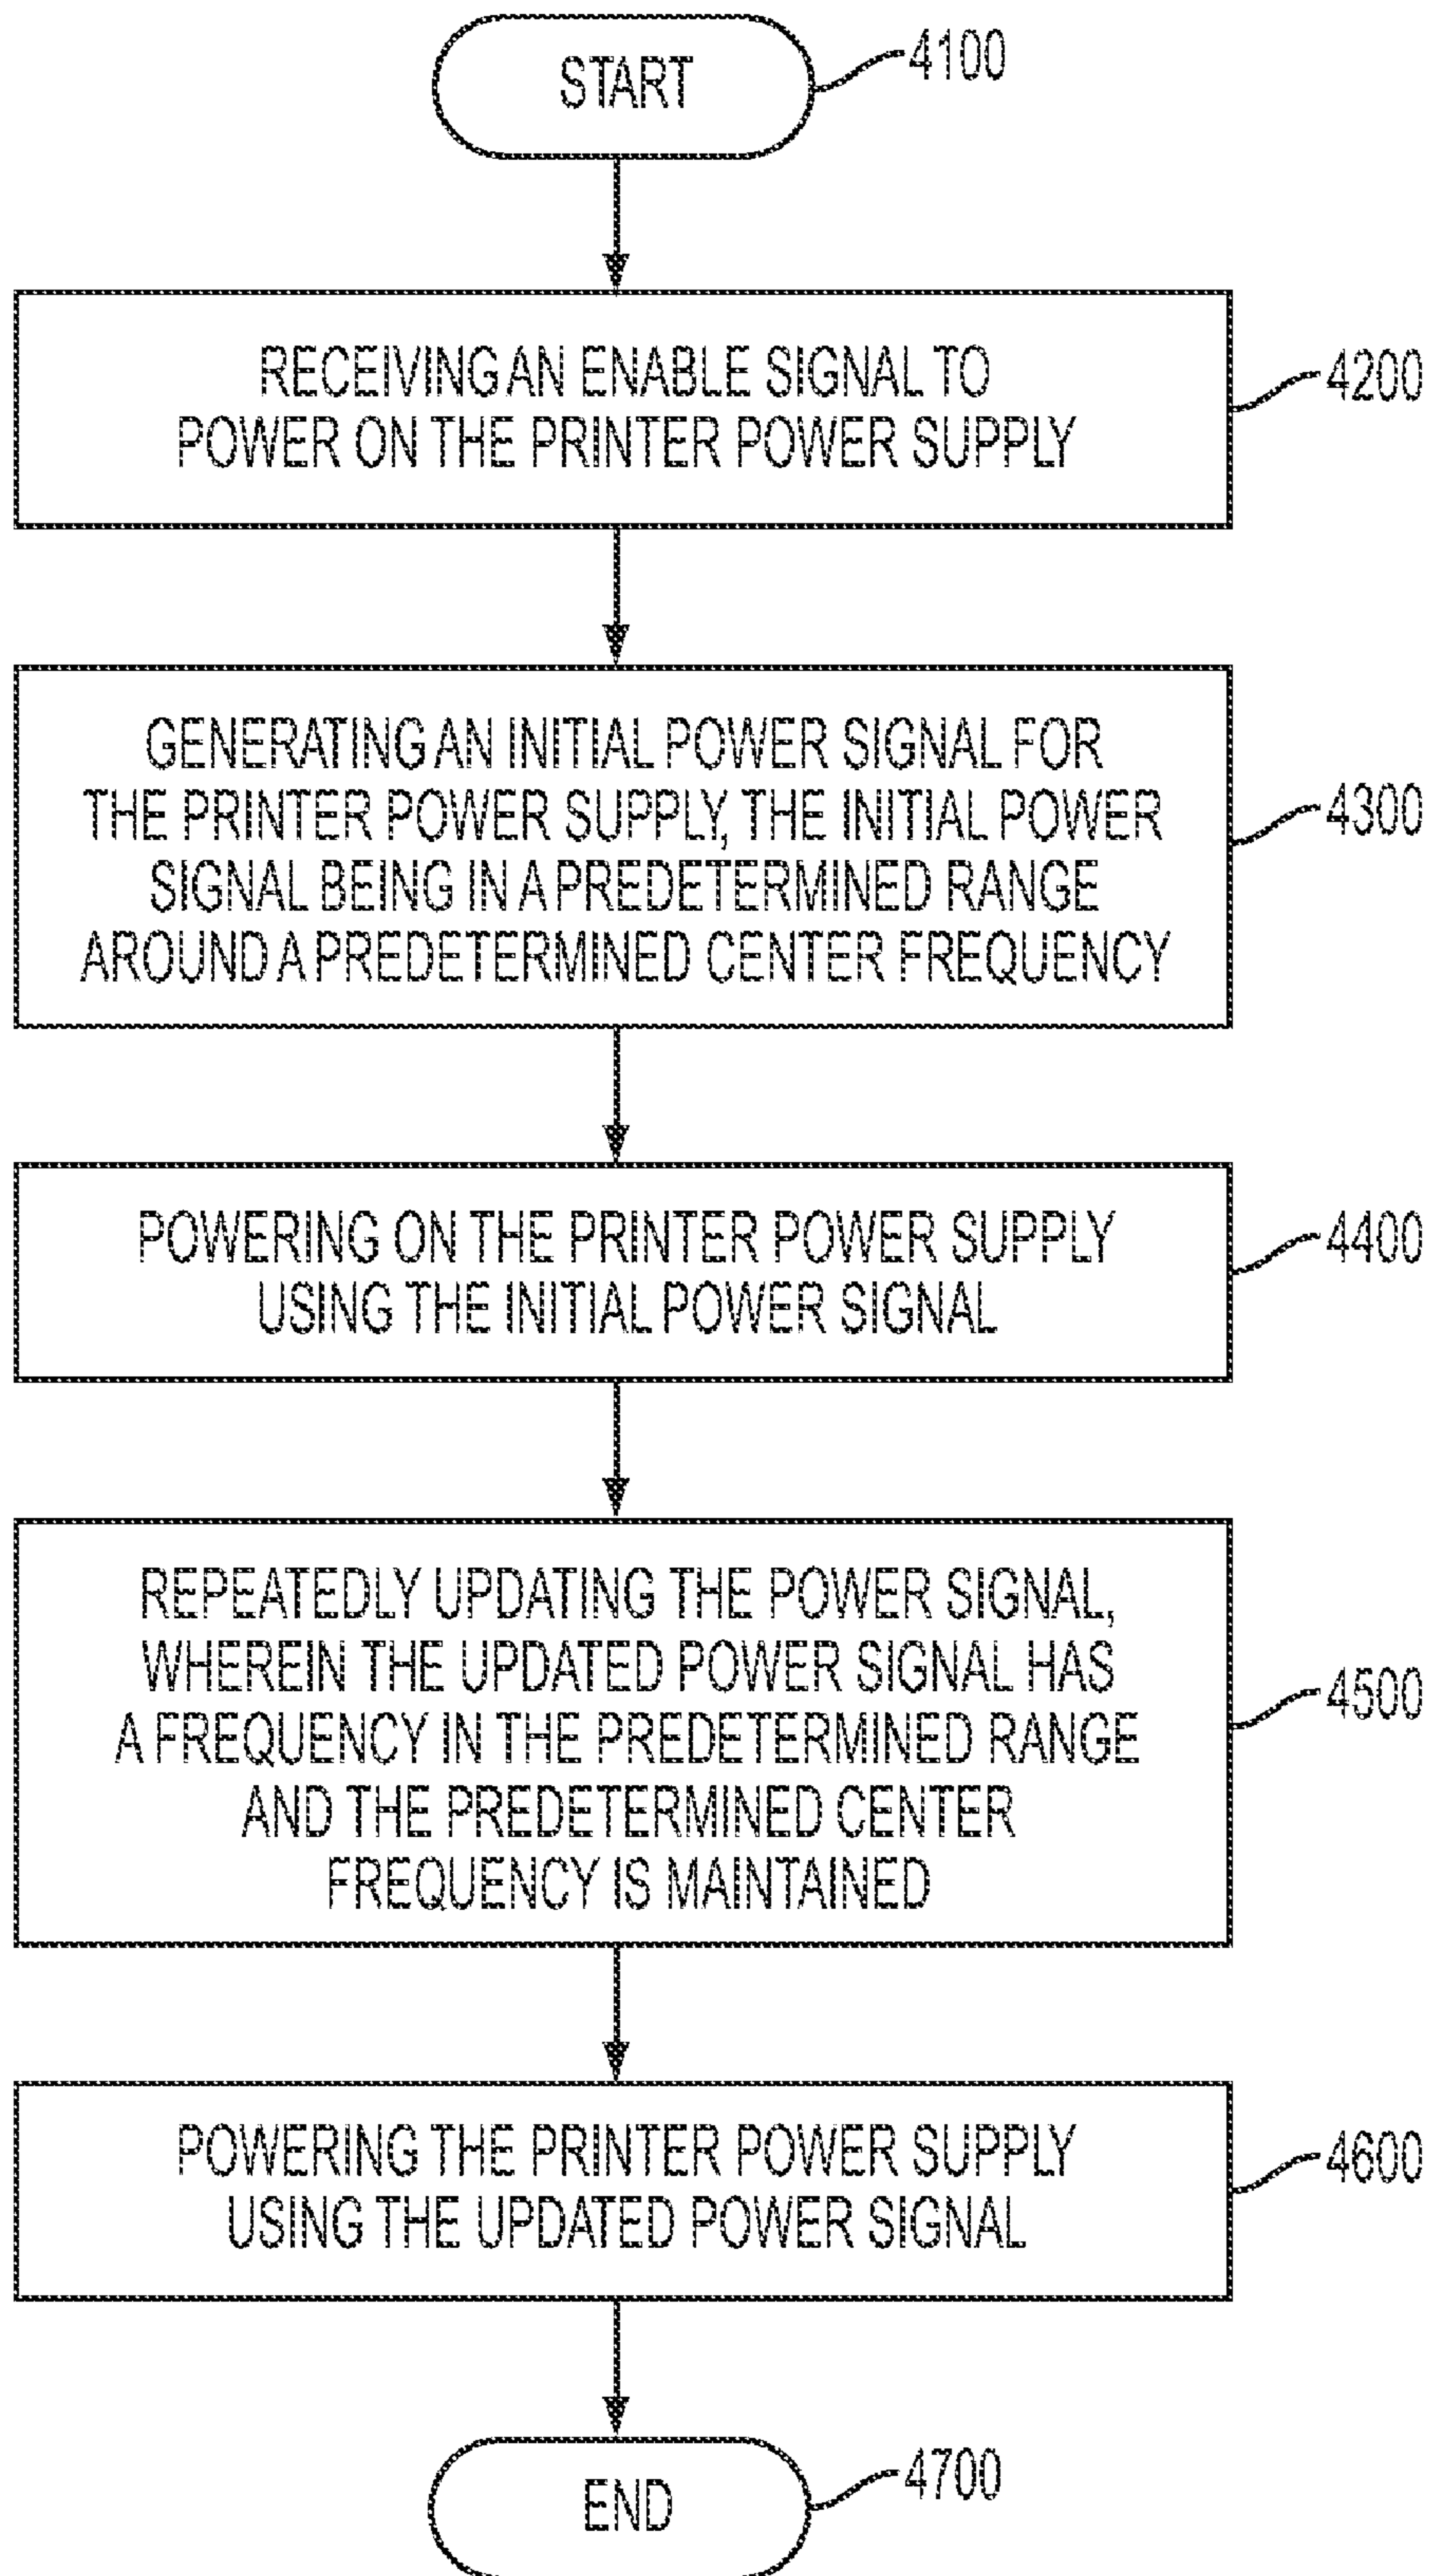 START
4100
RECEIVING AN ENABLE SIGNAL TO
POWER ON THE PRINTER POWER SUPPLY
4200
GENERATING AN INITIAL POWER SIGNAL FOR
THE PRINTER POWER SUPPLY, THE INITIAL POWER
SIGNAL BEING IN A PREDETERMINED RANGE
AROUND A PREDETERMINED CENTER FREQUENCY
4300
POWERING ON THE PRINTER POWER SUPPLY
USING THE INITIAL POWER SIGNAL
4400
REPEATEDLY UPDATING THE POWER SIGNAL,
WHEREIN THE UPDATED POWER SIGNAL HAS
A FREQUENCY IN THE PREDETERMINED RANGE
AND THE PREDETERMINED CENTER
FREQUENCY IS MAINTAINED
4500
POWERING THE PRINTER POWER SUPPLY
USING THE UPDATED POWER SIGNAL
4600
END
4700